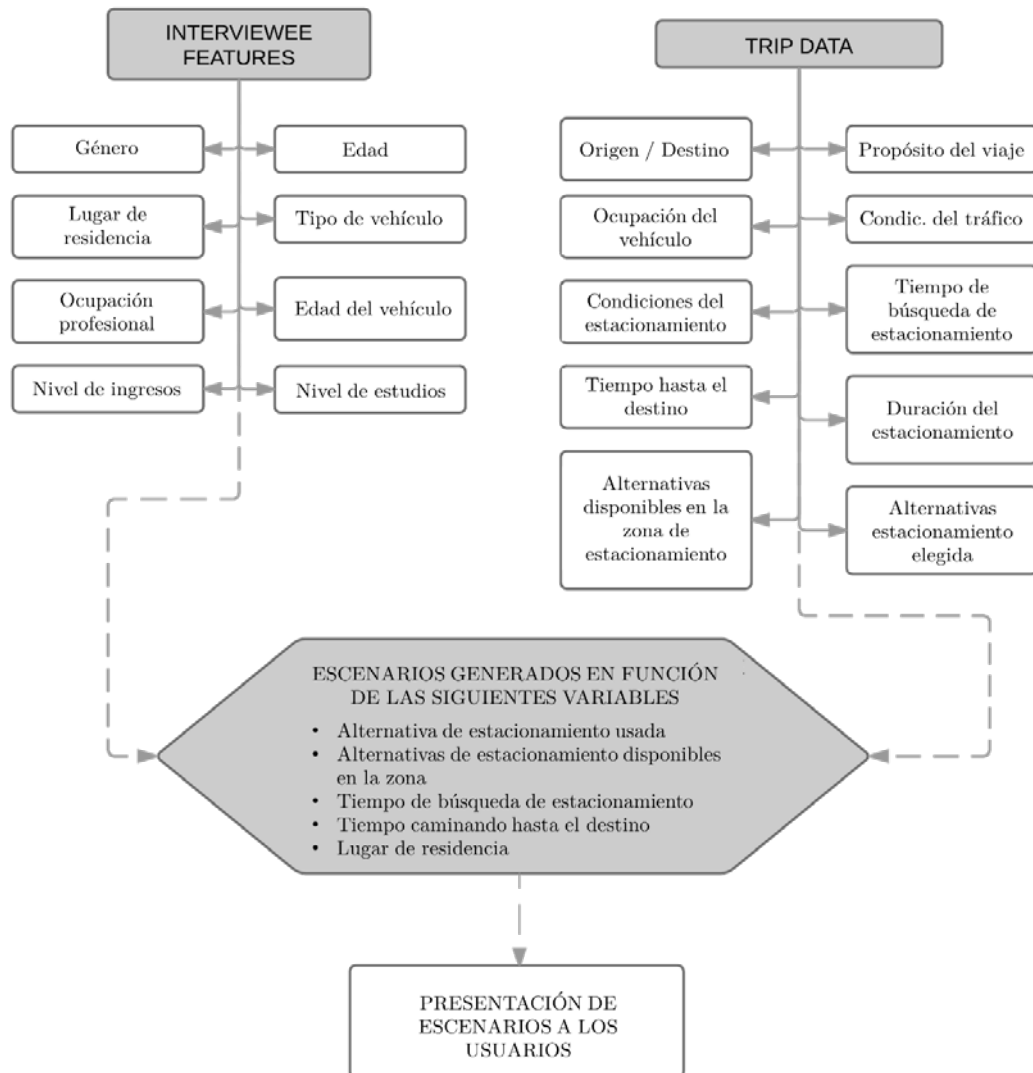 INTERVIEWEE
FEATURES
Género
Edad
Lugar de
residencia
Tipo de vehículo
Ocupación
profesional
Edad del vehículo
Nivel de ingresos
Nivel de estudios
TRIP DATA
Origen / Destino
Propósito del viaje
Ocupación del
vehículo
Condic. del tráfico
Condiciones del
estacionamiento
Tiempo de
búsqueda de
estacionamiento
Tiempo hasta el
destino
Duración del
estacionamiento
Alternativas
disponibles en la
zona de
estacionamiento
Alternativas
estacionamiento
elegida
ESCENARIOS GENERADOS EN FUNCIÓN
DE LAS SIGUIENTES VARIABLES
• Alternativa de estacionamiento usada
• Alternativas de estacionamiento disponibles
en la zona
• Tiempo de búsqueda de estacionamiento
• Tiempo caminando hasta el destino
• Lugar de residencia
PRESENTACIÓN DE
ESCENARIOS A LOS
USUARIOS